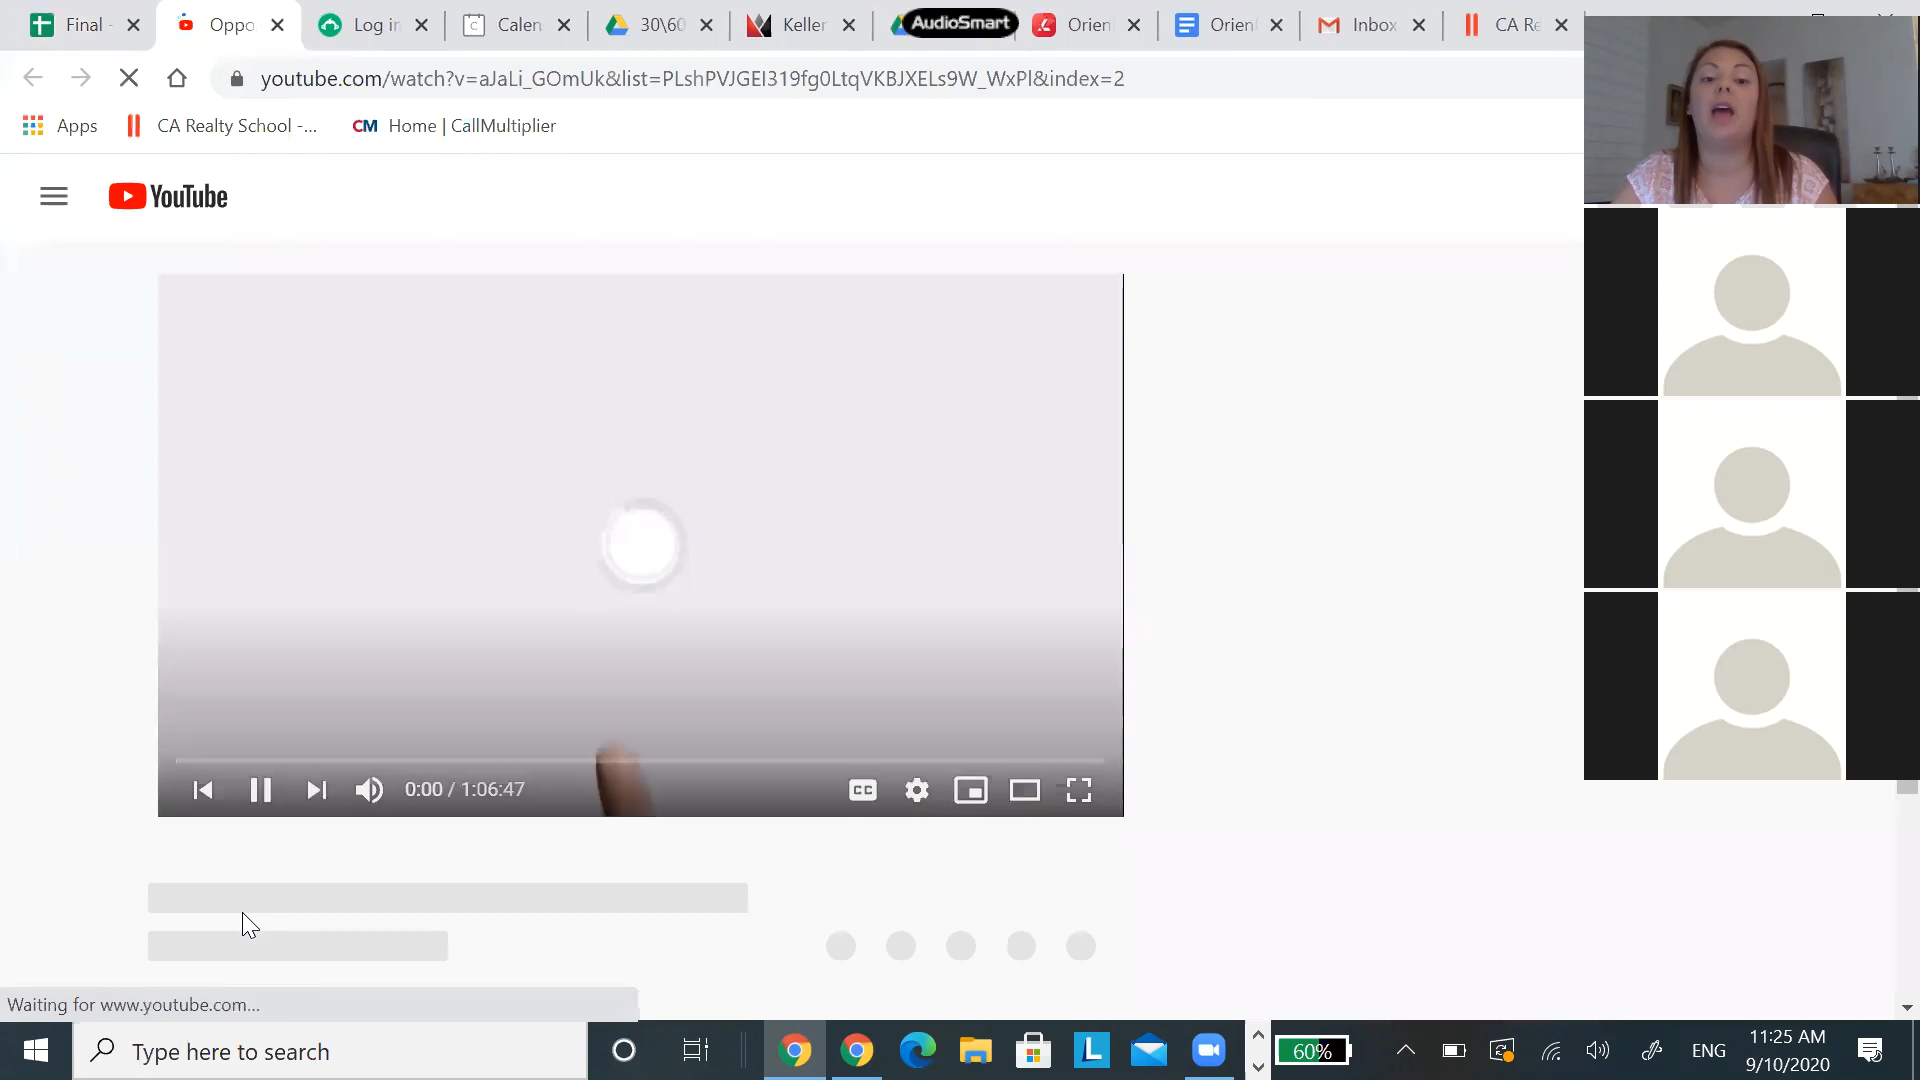 Final - Oppo Log in Calen 30\60 Keller AudioSmart Orien Orien Inbox CA Re
youtube.com/watch?v=aJaLi_GOmUk&list=PLshPVJGEI319fg0LtqVKBJXELs9W_WxPl&index=2
Apps CA Realty School -... CM Home | CallMultiplier
YouTube
0:00 / 1:06:47 CC
Waiting for www.youtube.com...
Type here to search L 60% ENG 11:25 AM
9/10/2020